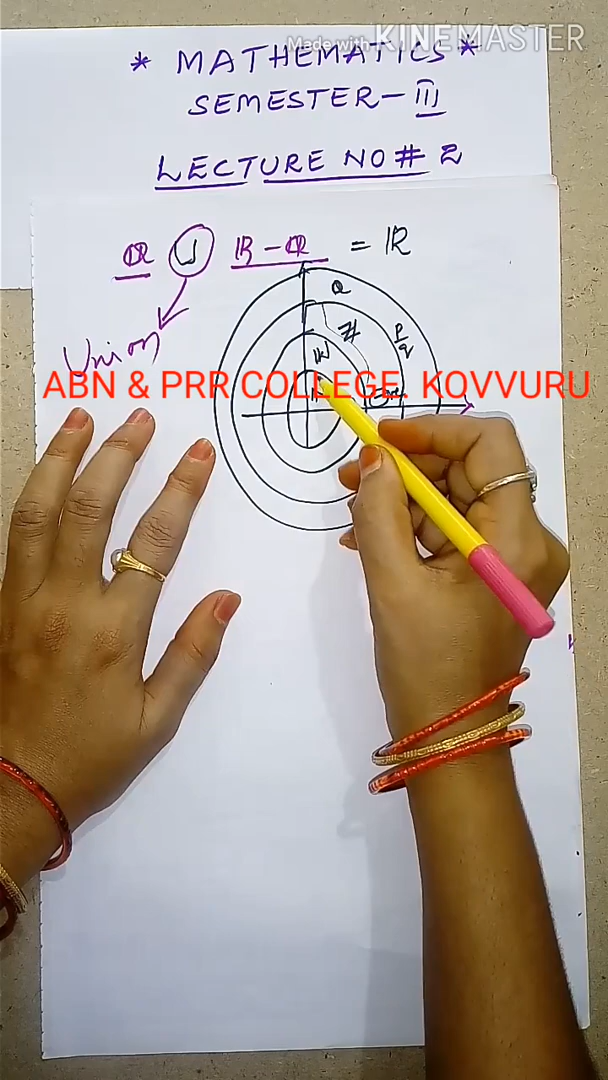 Made with KINEMASTER
* MATHEMATICS *
SEMESTER - III
LECTURE NO # 2
Q ∪ R - Q = R
Union
Q
Z
P/q
W
ABN & PRR COLLEGE. KOVVURU